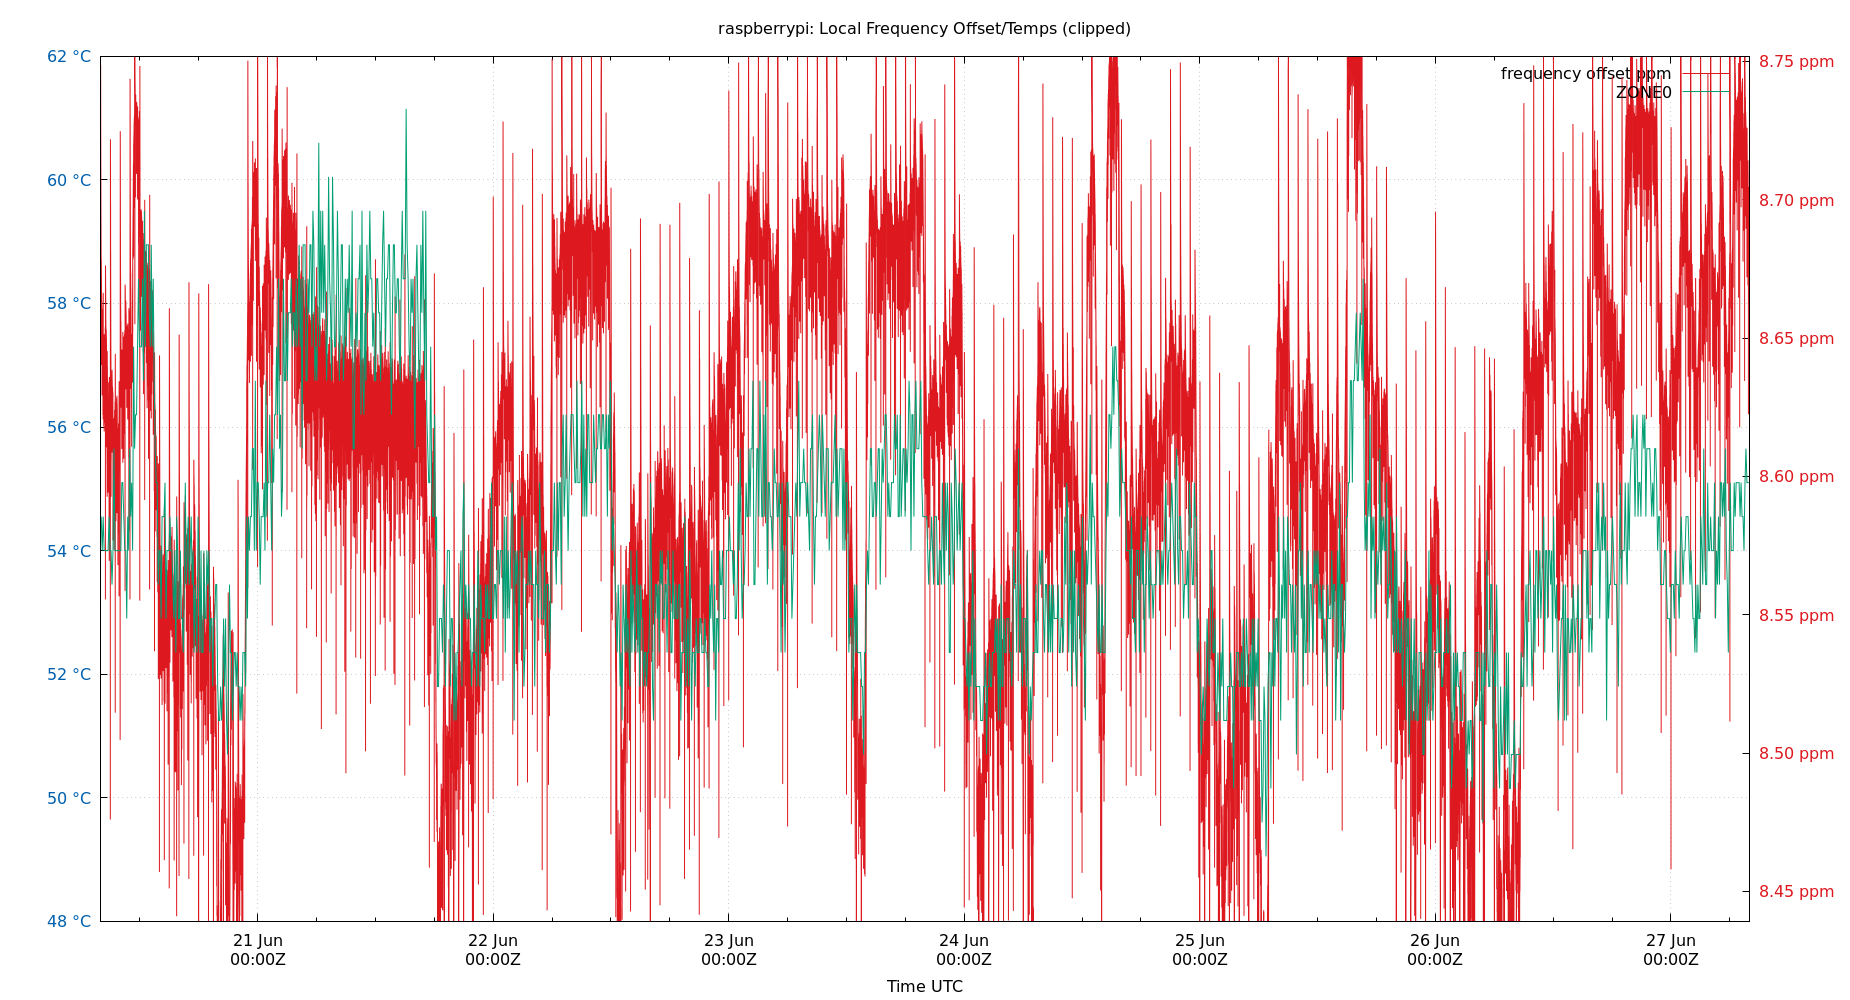 raspberrypi: Local Frequency Offset/Temps (clipped)
62 °C
60 °C
58 °C
56 °C
54 °C
52 °C
50 °C
48 °C
frequency offset ppm
ZONE0
8.75 ppm
8.70 ppm
8.65 ppm
8.60 ppm
8.55 ppm
8.50 ppm
8.45 ppm
21 Jun
00:00Z
22 Jun
00:00Z
23 Jun
00:00Z
24 Jun
00:00Z
25 Jun
00:00Z
26 Jun
00:00Z
27 Jun
00:00Z
Time UTC